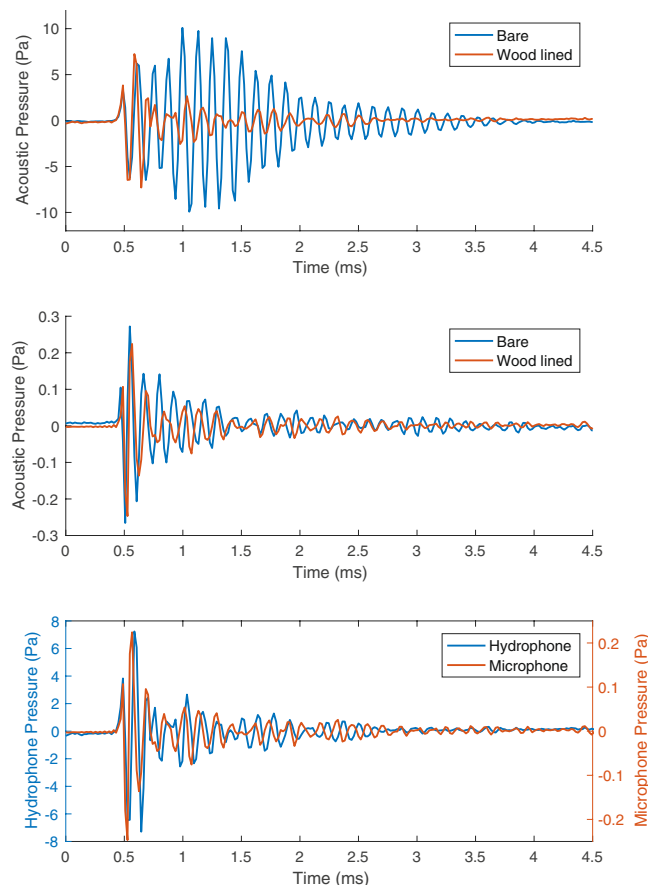 10
5
0
-5
-10
Acoustic Pressure (Pa)
Bare
Wood lined
0 0.5 1 1.5 2 2.5 3 3.5 4 4.5
Time (ms)
0.3
0.2
0.1
0
-0.1
-0.2
-0.3
Acoustic Pressure (Pa)
Bare
Wood lined
0 0.5 1 1.5 2 2.5 3 3.5 4 4.5
Time (ms)
8
6
4
2
0
-2
-4
-6
-8
Hydrophone Pressure (Pa)
Hydrophone
Microphone
0.2
0.1
0
-0.1
-0.2
Microphone Pressure (Pa)
0 0.5 1 1.5 2 2.5 3 3.5 4 4.5
Time (ms)